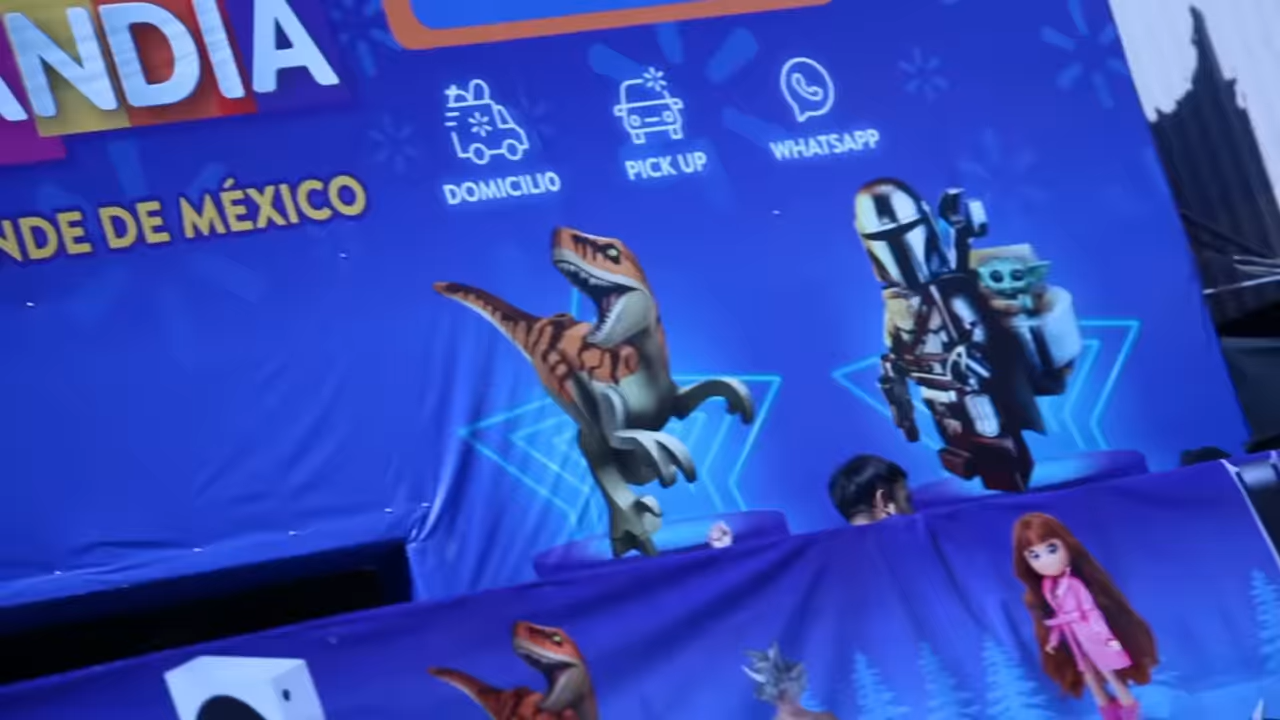 ANDIA
NDE DE MÉXICO
DOMICILIO
PICK UP
WHATSAPP